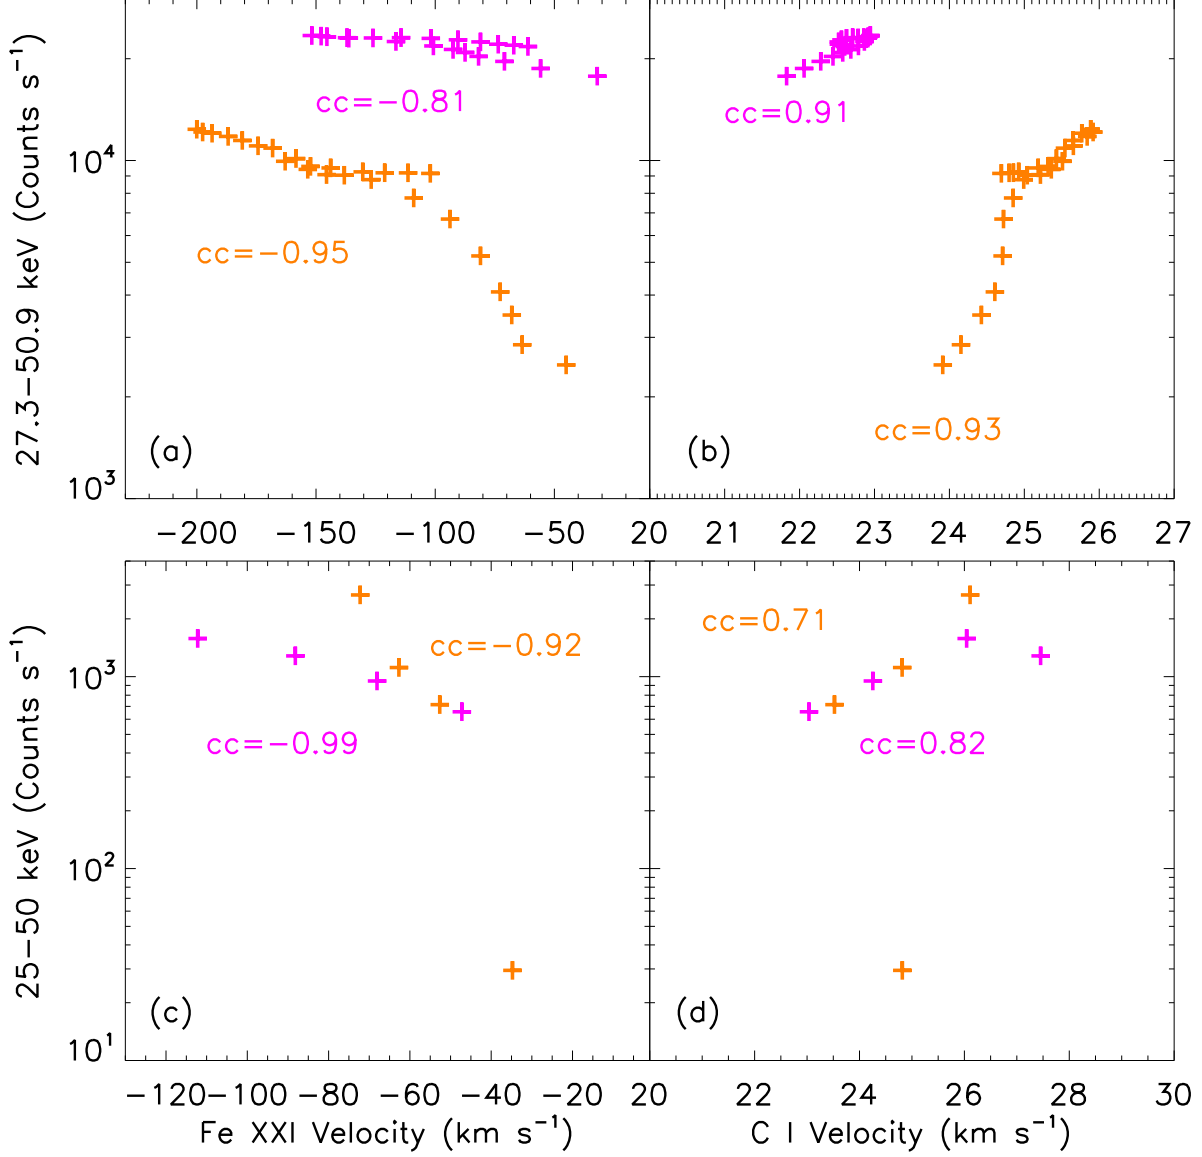 27.3−50.9 keV (Counts s⁻¹)
10⁴
10³
cc=−0.81
cc=−0.95
(a)
−200 −150 −100 −50
cc=0.91
cc=0.93
(b)
20 21 22 23 24 25 26 27
25−50 keV (Counts s⁻¹)
10³
10²
10¹
cc=−0.92
cc=−0.99
(c)
−120 −100 −80 −60 −40 −20
Fe XXI Velocity (km s⁻¹)
cc=0.71
cc=0.82
(d)
20 22 24 26 28 30
C I Velocity (km s⁻¹)